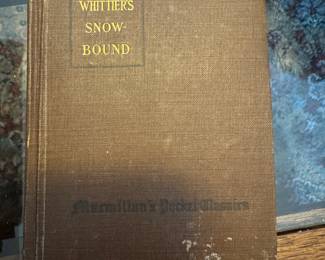 WHITTIER'S
SNOW-
BOUND
Macmillan's Pocket Classics